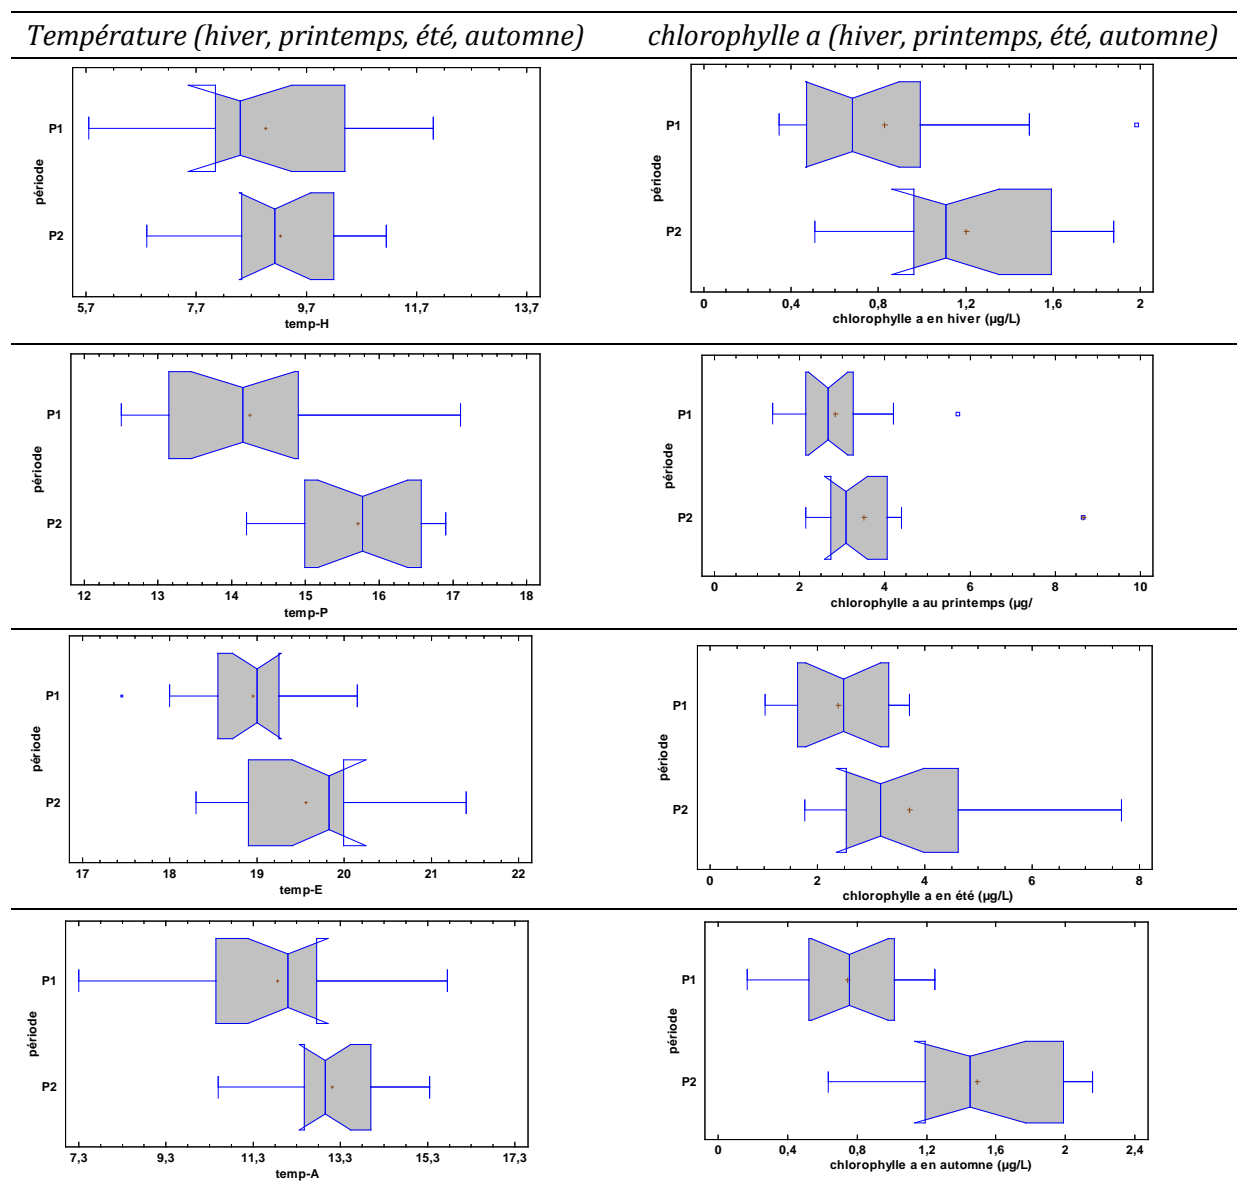 Température (hiver, printemps, été, automne) chlorophylle a (hiver, printemps, été, automne)
P1
P2
période
5,7 7,7 9,7 11,7 13,7
temp-H
P1
P2
période
0 0,4 0,8 1,2 1,6 2
chlorophylle a en hiver (µg/L)
P1
P2
période
12 13 14 15 16 17 18
temp-P
P1
P2
période
0 2 4 6 8 10
chlorophylle a au printemps (µg/
P1
P2
période
17 18 19 20 21 22
temp-E
P1
P2
période
0 2 4 6 8
chlorophylle a en été (µg/L)
P1
P2
période
7,3 9,3 11,3 13,3 15,3 17,3
temp-A
P1
P2
période
0 0,4 0,8 1,2 1,6 2 2,4
chlorophylle a en automne (µg/L)